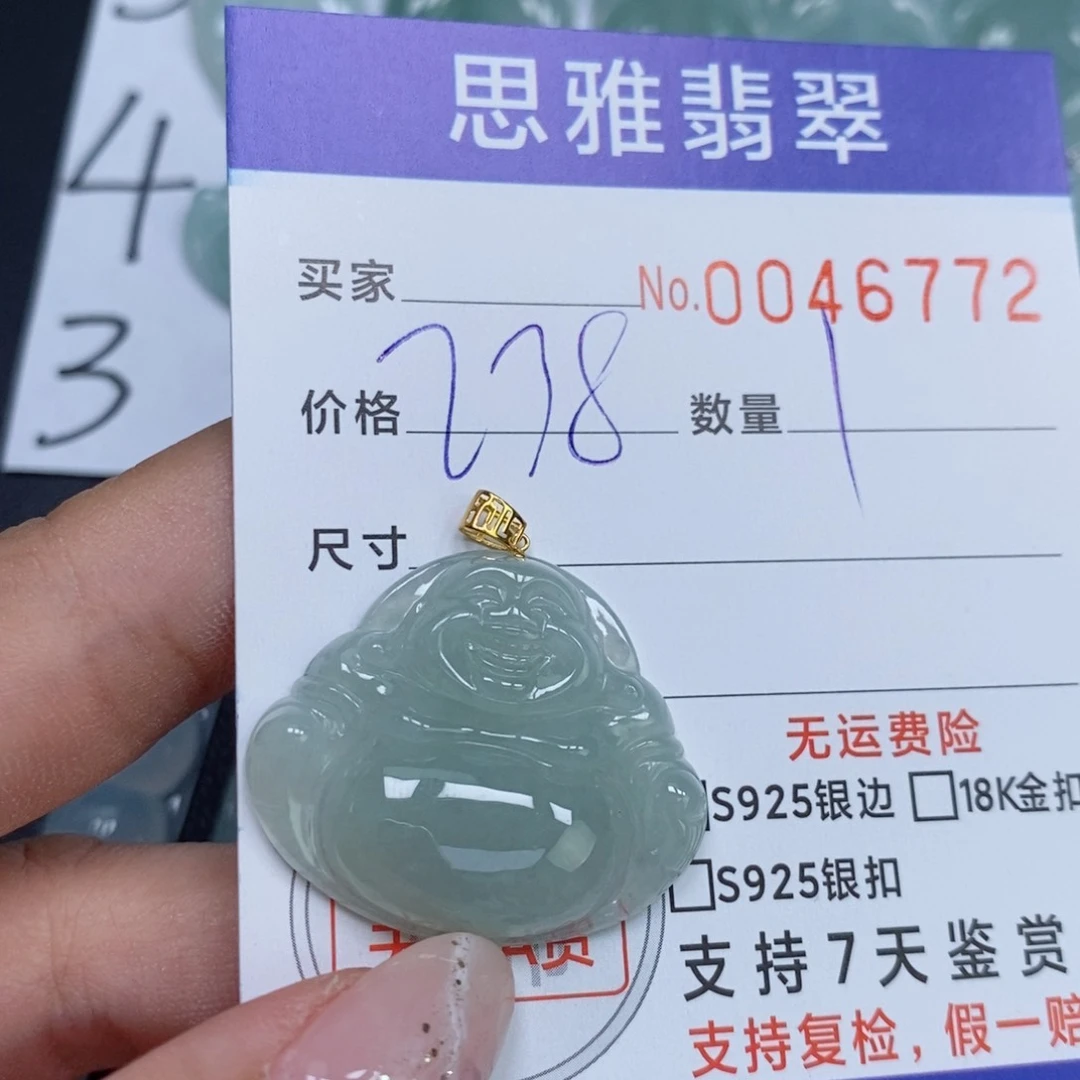 4
3
思雅翡翠
买家 No.0046772
价格 278 数量 1
尺寸
无运费险
S925银边 18K金扣
S925银扣
支持7天鉴赏
支持复检，假一赔